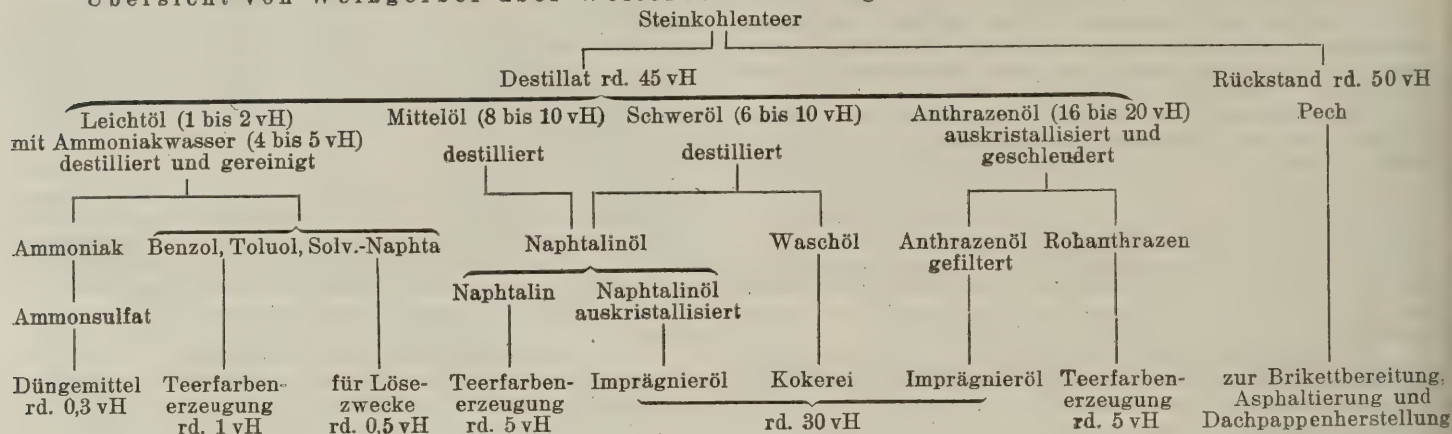 Steinkohlenteer
Destillat rd. 45 vH
Rückstand rd. 50 vH
Leichtöl (1 bis 2 vH)
mit Ammoniakwasser (4 bis 5 vH)
destilliert und gereinigt
Mittelöl (8 bis 10 vH)
destilliert
Schweröl (6 bis 10 vH)
destilliert
Anthrazenöl (16 bis 20 vH)
auskristallisiert und
geschleudert
Pech
Ammoniak
Benzol, Toluol, Solv.-Naphta
Naphtalinöl
Waschöl
Anthrazenöl
gefiltert
Rohanthrazen
Ammonsulfat
Naphtalin
Naphtalinöl
auskristallisiert
Düngemittel
rd. 0,3 vH
Teerfarben-
erzeugung
rd. 1 vH
für Löse-
zwecke
rd. 0,5 vH
Teerfarben-
erzeugung
rd. 5 vH
Imprägnieröl
Kokerei
Imprägnieröl
rd. 30 vH
Teerfarben-
erzeugung
rd. 5 vH
zur Brikettbereitung,
Asphaltierung und
Dachpappenherstellung